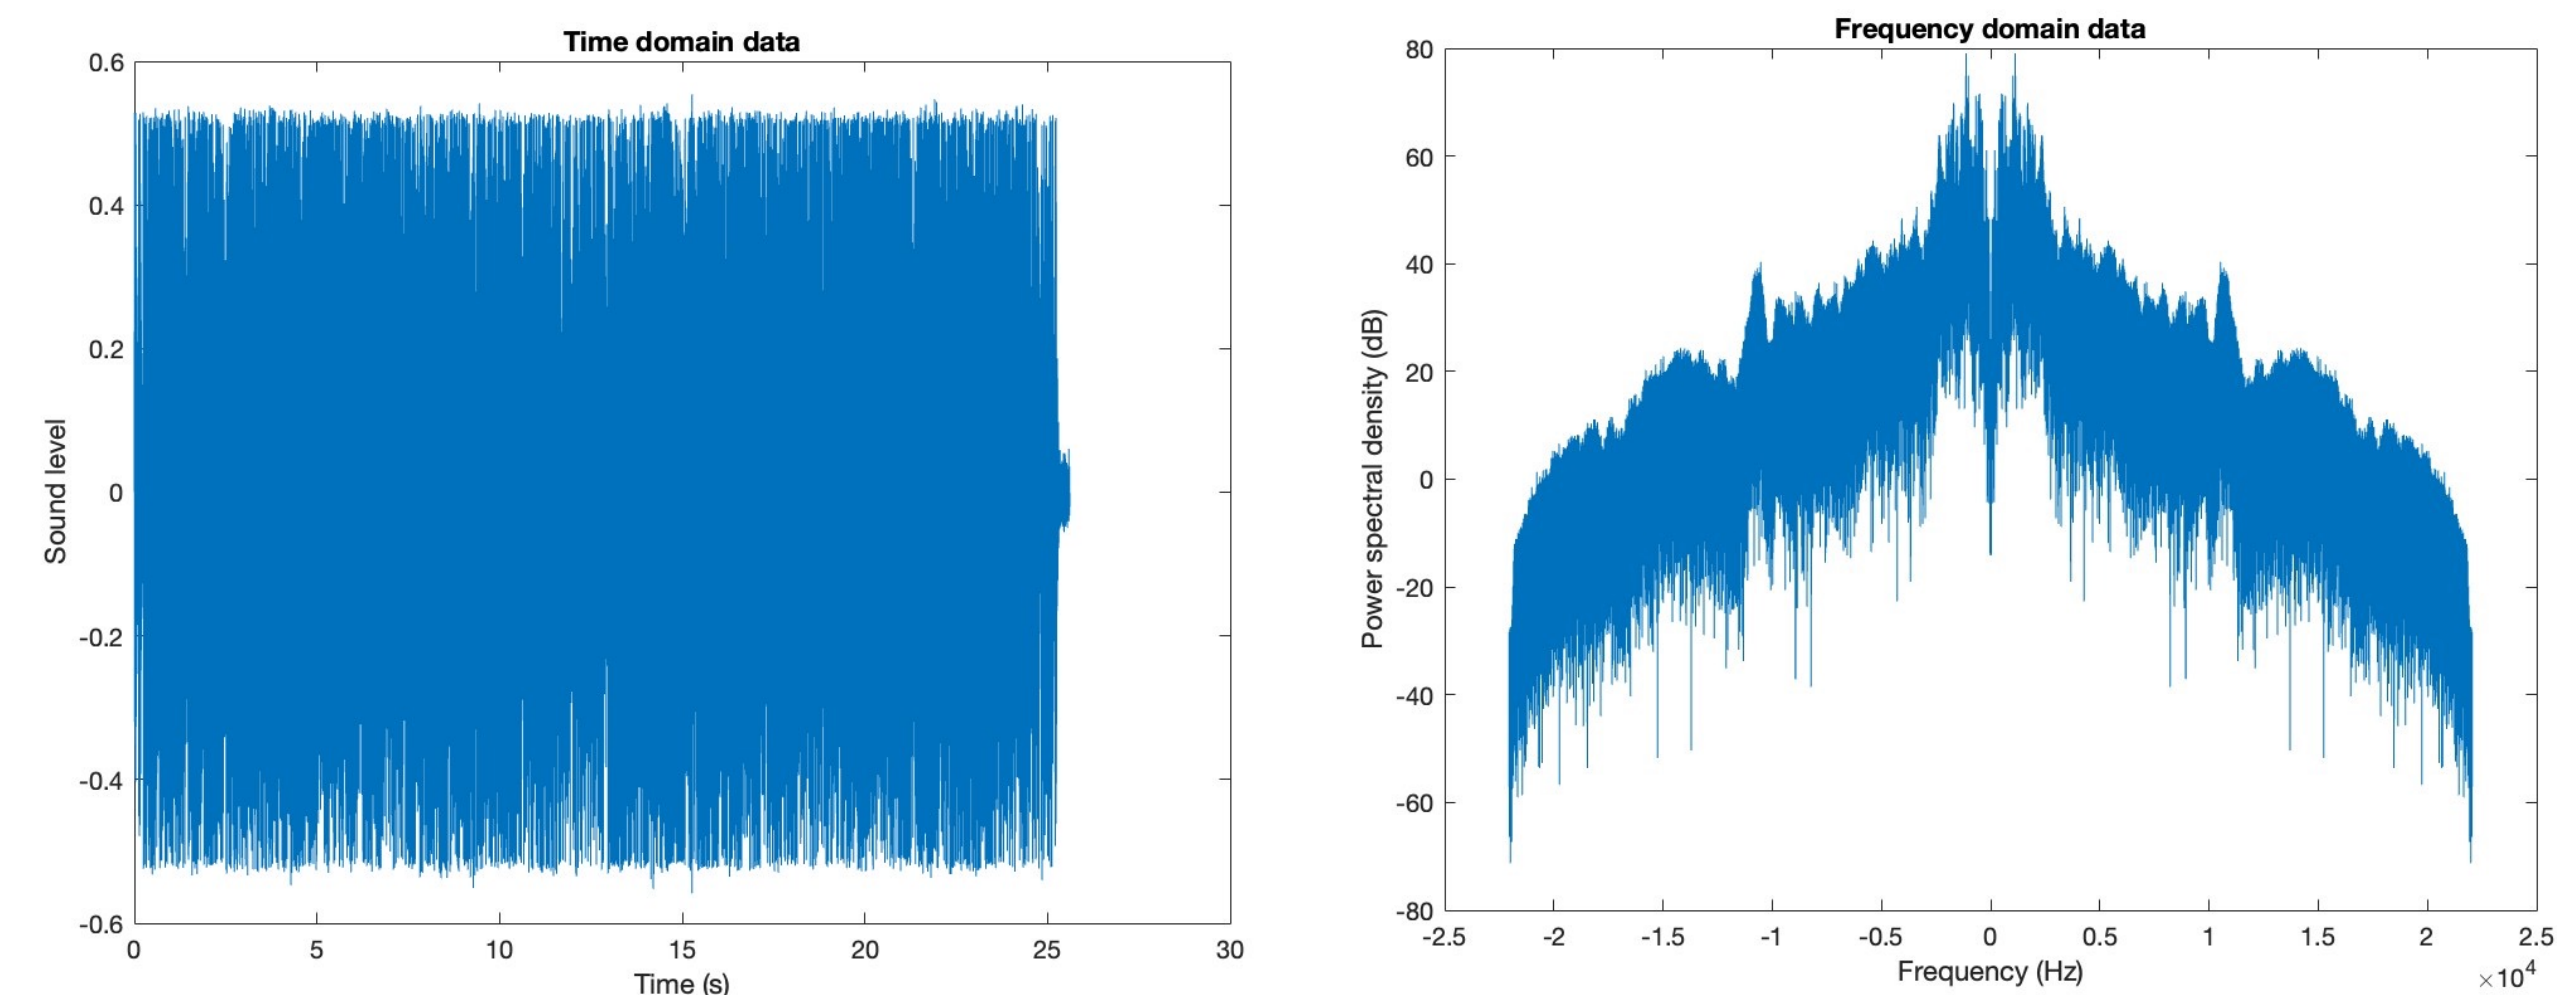 Time domain data
0.6
0.4
0.2
0
-0.2
-0.4
-0.6
Sound level
0 5 10 15 20 25 30
Time (s)
Frequency domain data
80
60
40
20
0
-20
-40
-60
-80
Power spectral density (dB)
-2.5 -2 -1.5 -1 -0.5 0 0.5 1 1.5 2 2.5
Frequency (Hz)
×10⁴